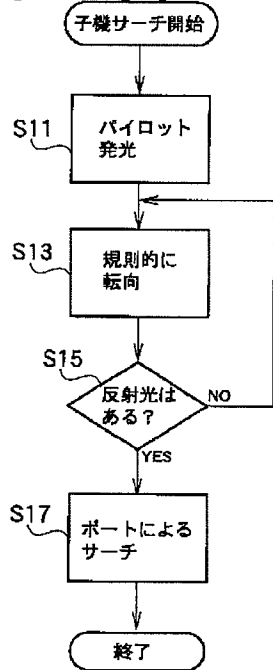 子機サーチ開始
S11
パイロット
発光
S13
規則的に
転向
S15
反射光は
ある？
NO
YES
S17
ポートによる
サーチ
終了